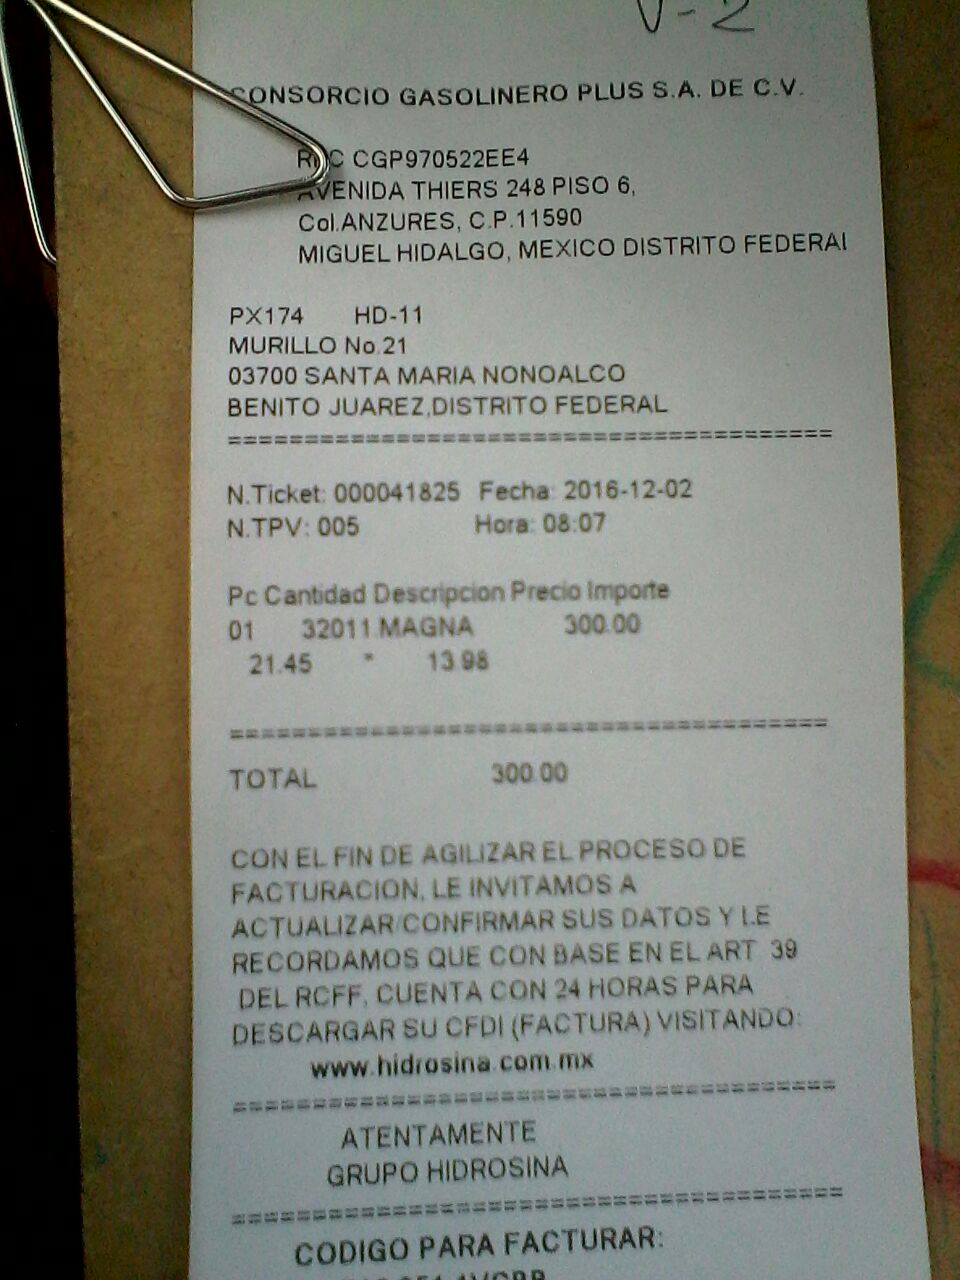 V-2
CONSORCIO GASOLINERO PLUS S.A. DE C.V.
RFC CGP970522EE4
AVENIDA THIERS 248 PISO 6,
Col.ANZURES, C.P.11590
MIGUEL HIDALGO, MEXICO DISTRITO FEDERAL
PX174 HD-11
MURILLO No.21
03700 SANTA MARIA NONOALCO
BENITO JUAREZ,DISTRITO FEDERAL
=======================================
N.Ticket: 000041825 Fecha: 2016-12-02
N.TPV: 005 Hora: 08:07
Pc Cantidad Descripcion Precio Importe
01 32011 MAGNA 300.00
21.45 * 13.98
=======================================
TOTAL 300.00
CON EL FIN DE AGILIZAR EL PROCESO DE
FACTURACION, LE INVITAMOS A
ACTUALIZAR/CONFIRMAR SUS DATOS Y LE
RECORDAMOS QUE CON BASE EN EL ART 39
DEL RCFF, CUENTA CON 24 HORAS PARA
DESCARGAR SU CFDI (FACTURA) VISITANDO:
www.hidrosina.com.mx
=======================================
ATENTAMENTE
GRUPO HIDROSINA
=======================================
CODIGO PARA FACTURAR: